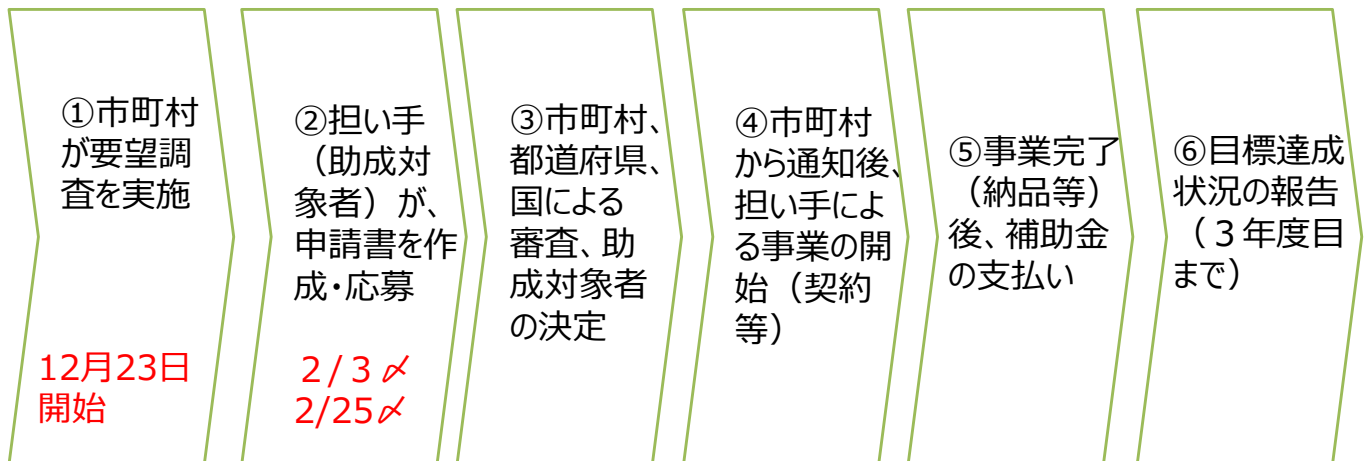 ①市町村
が要望調
査を実施
12月23日
開始
②担い手
（助成対
象者）が、
申請書を作
成・応募
2/3〆
2/25〆
③市町村、
都道府県、
国による
審査、助
成対象者
の決定
④市町村
から通知後、
担い手によ
る事業の開
始（契約
等）
⑤事業完了
（納品等）
後、補助金
の支払い
⑥目標達成
状況の報告
（３年度目
まで）